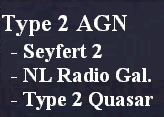 Type 2 AGN
- Seyfert 2
- NL Radio Gal.
- Type 2 Quasar